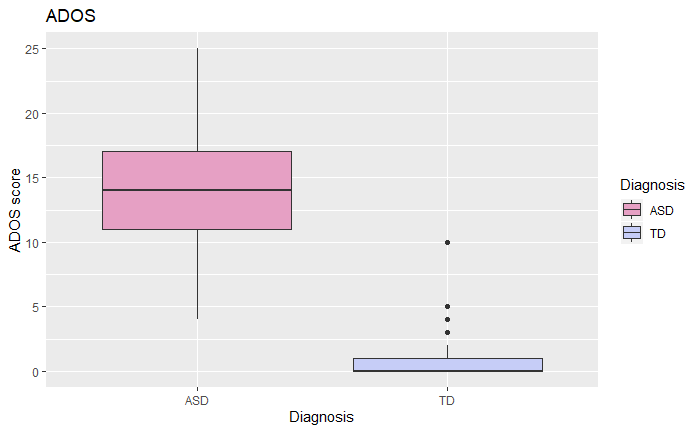 ADOS
25
20
15
10
5
0
ADOS score
ASD
TD
Diagnosis
Diagnosis
ASD
TD